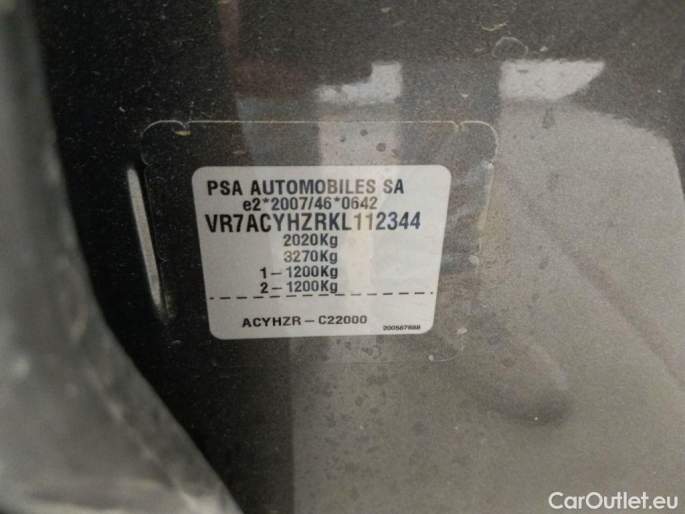 PSA AUTOMOBILES SA
e2*2007/46*0642
VR7ACYHZRKL112344
2020Kg
3270Kg
1-1200Kg
2-1200Kg
ACYHZR-C22000
CarOutlet.eu